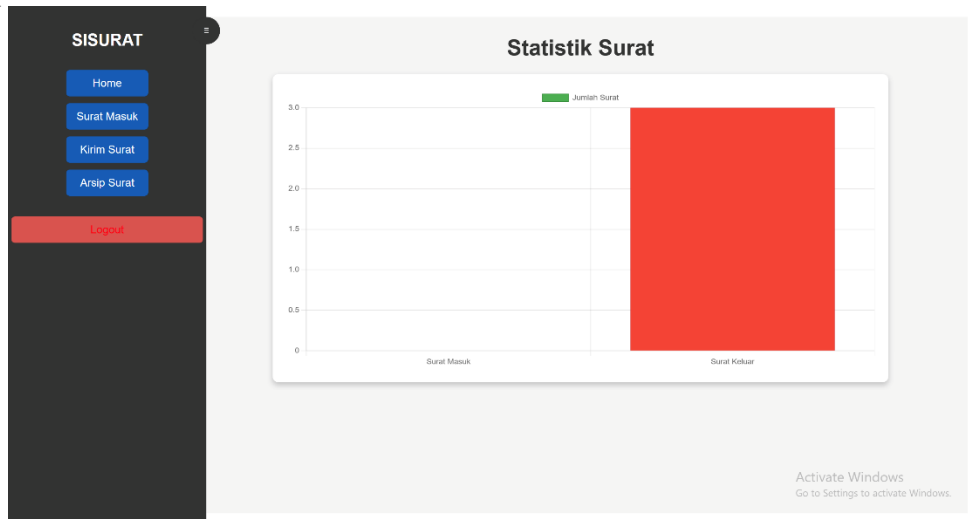 SISURAT
Home
Surat Masuk
Kirim Surat
Arsip Surat
Logout
≡
Statistik Surat
Jumlah Surat
3.0
2.5
2.0
1.5
1.0
0.5
0
Surat Masuk
Surat Keluar
Activate Windows
Go to Settings to activate Windows.